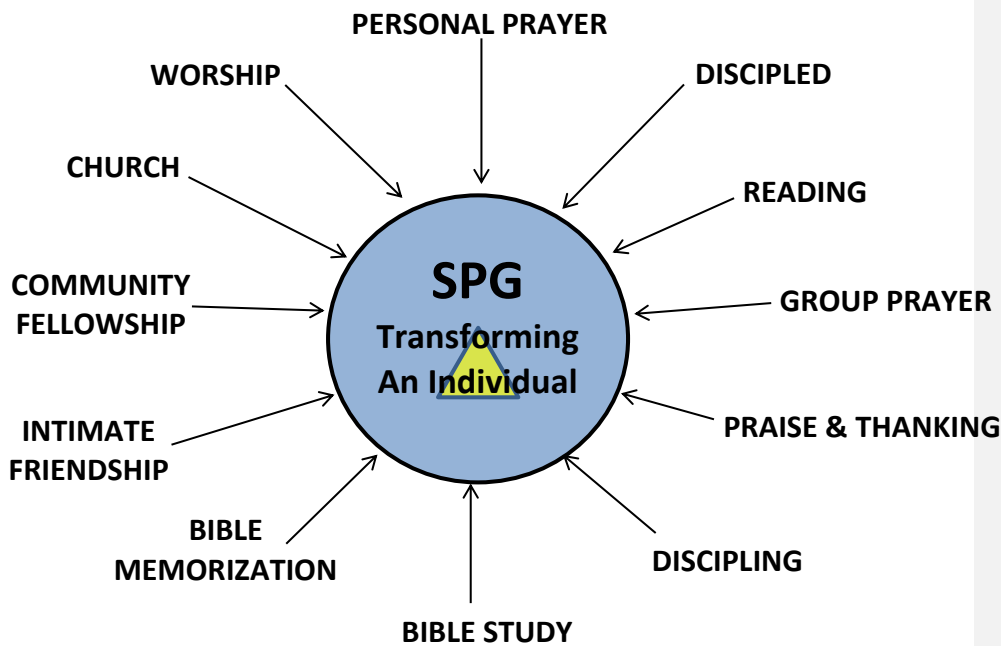 PERSONAL PRAYER
WORSHIP
DISCIPLED
CHURCH
READING
SPG
Transforming
An Individual
COMMUNITY
FELLOWSHIP
GROUP PRAYER
INTIMATE
FRIENDSHIP
PRAISE & THANKING
BIBLE
MEMORIZATION
DISCIPLING
BIBLE STUDY